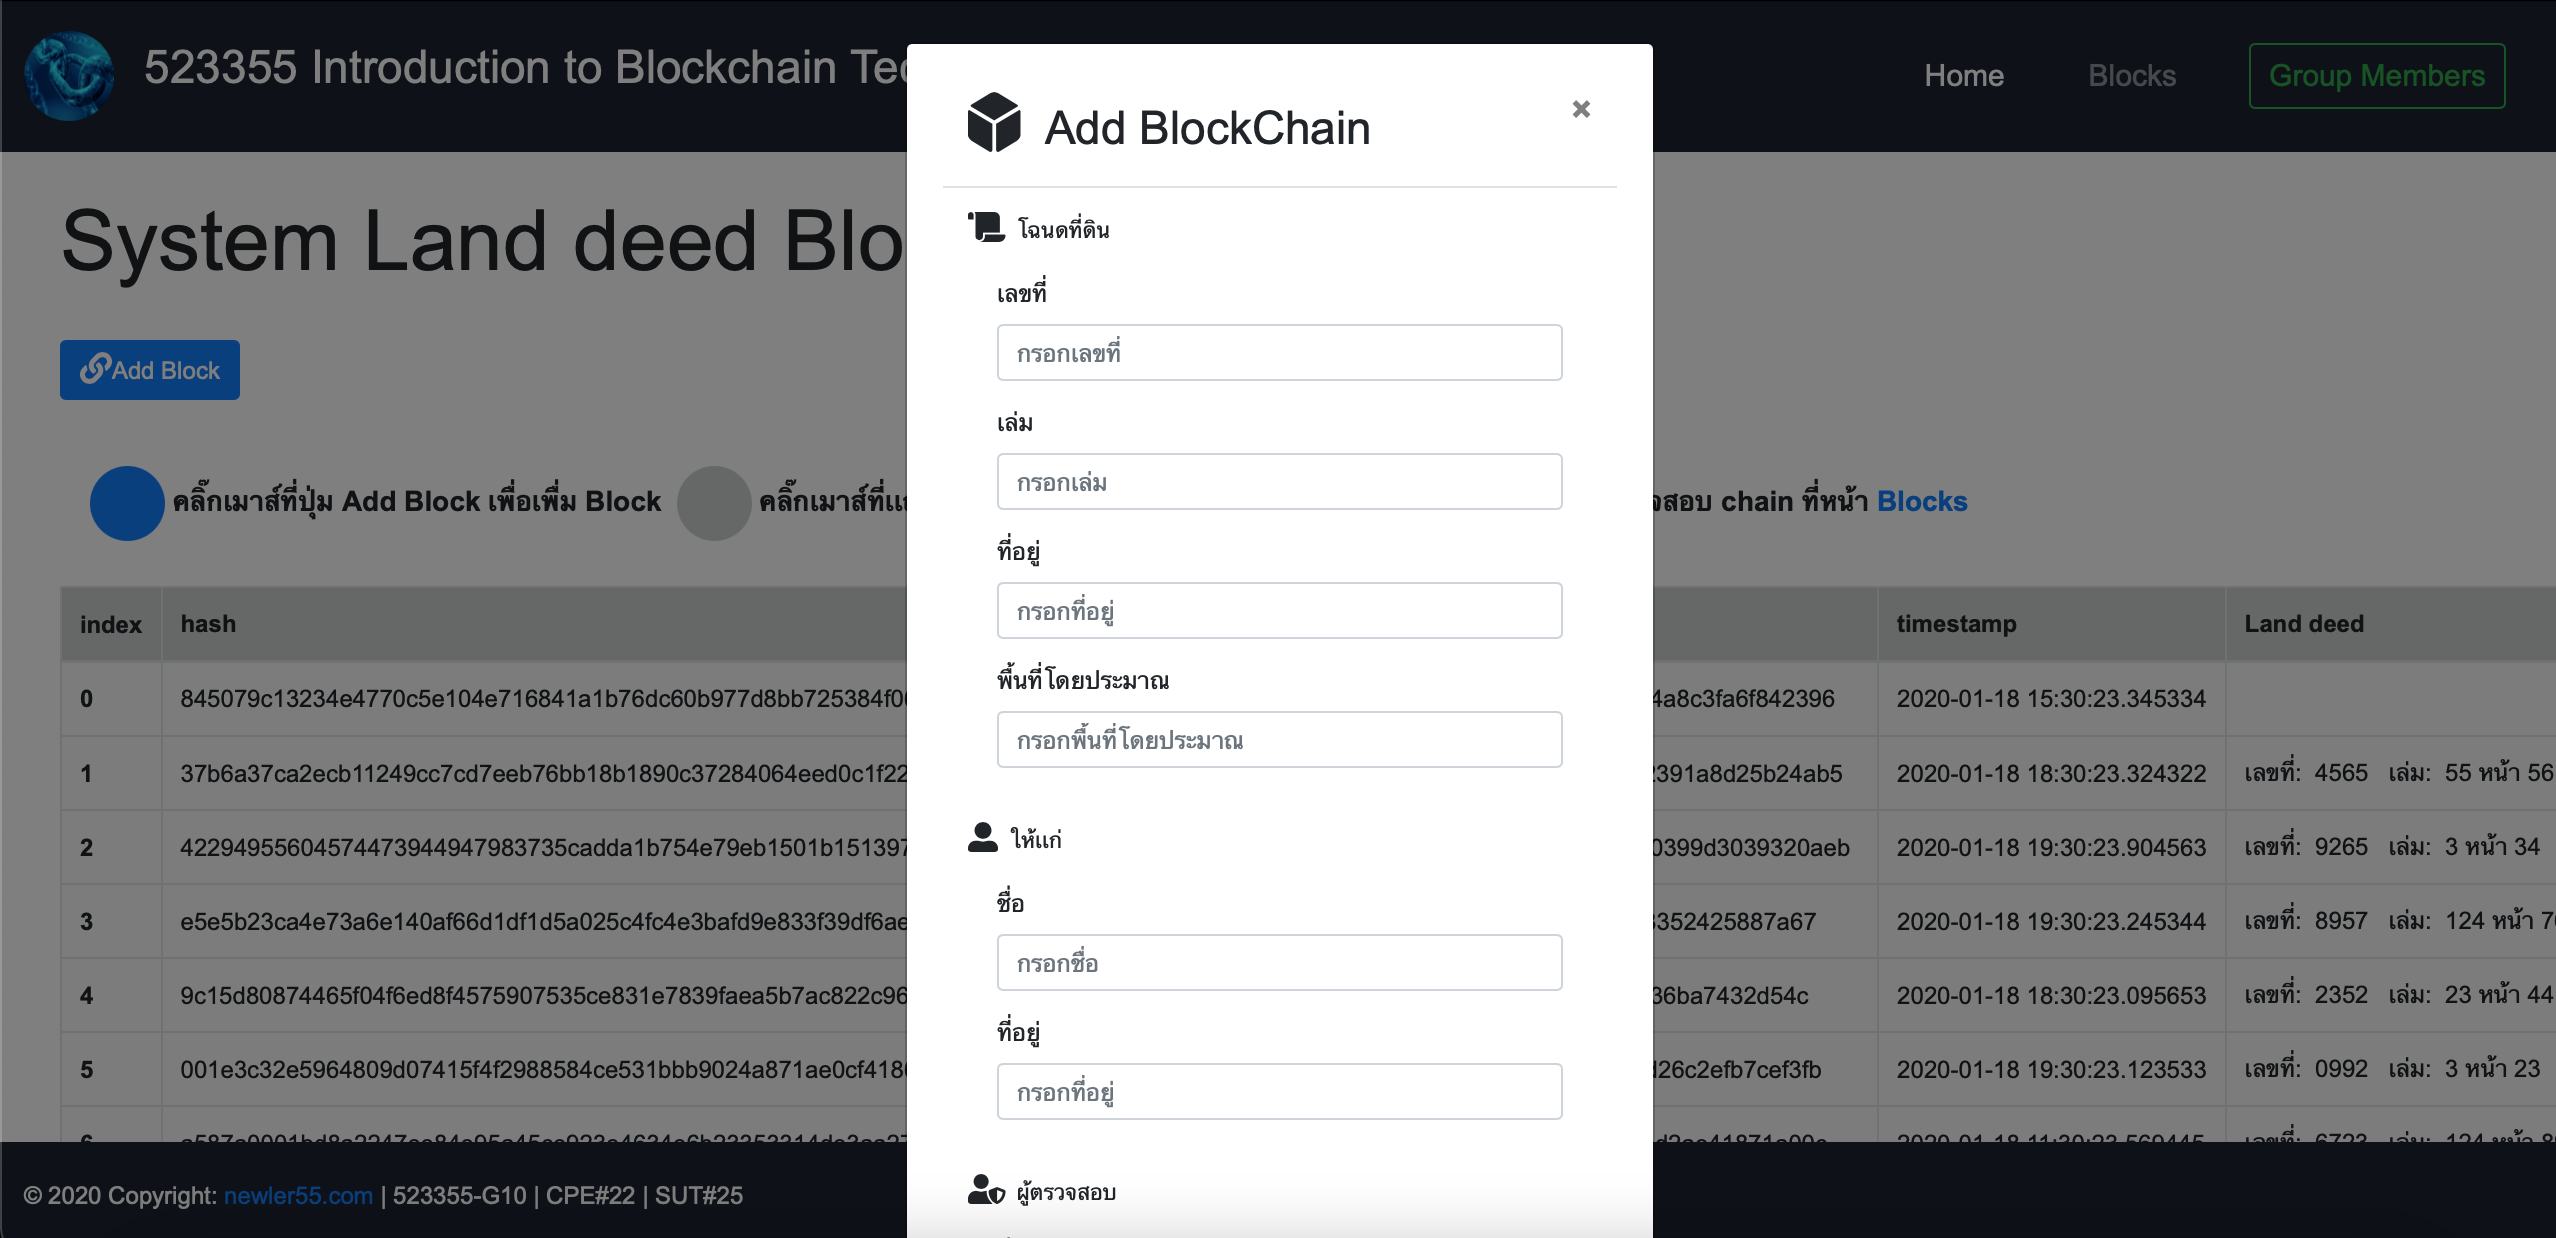 523355 Introduction to Blockchain
Home
Blocks
Group Members
Add BlockChain
System Land deed
Add Block
คลิ๊กเมาส์ที่ปุ่ม Add Block เพื่อเพิ่ม Block
คลิ๊กเมาส์ที่
chain ที่หน้า Blocks
โฉนดที่ดิน
เลขที่
กรอกเลขที่
เล่ม
กรอกเล่ม
ที่อยู่
กรอกที่อยู่
พื้นที่โดยประมาณ
กรอกพื้นที่โดยประมาณ
ให้แก่
ชื่อ
กรอกชื่อ
ที่อยู่
กรอกที่อยู่
ผู้ตรวจสอบ
index hash timestamp Land deed
0 845079c13234e4770c5e104e716841a1b76dc60b977d8bb725384f0 4a8c3fa6f842396 2020-01-18 15:30:23.345334
1 37b6a37ca2ecb11249cc7cd7eeb76bb18b1890c37284064eed0c1f22 2391a8d25b24ab5 2020-01-18 18:30:23.324322 เลขที่: 4565 เล่ม: 55 หน้า 56
2 4229495560457447394494798373​5cadda1b754e79eb1501b151397 0399d3039320aeb 2020-01-18 19:30:23.904563 เลขที่: 9265 เล่ม: 3 หน้า 34
3 e5e5b23ca4e73a6e140af66d1df1d5a025c4fc4e3bafd9e833f39df6ae 3352425887a67 2020-01-18 19:30:23.245344 เลขที่: 8957 เล่ม: 124 หน้า
4 9c15d80874465f04f6ed8f4575907535ce831e7839faea5b7ac822c96 36ba7432d54c 2020-01-18 18:30:23.095653 เลขที่: 2352 เล่ม: 23 หน้า 44
5 001e3c32e5964809d07415f4f2988584ce531bbb9024a871ae0cf418 d26c2efb7cef3fb 2020-01-18 19:30:23.123533 เลขที่: 0992 เล่ม: 3 หน้า 23
© 2020 Copyright: newler55.com | 523355-G10 | CPE#22 | SUT#25